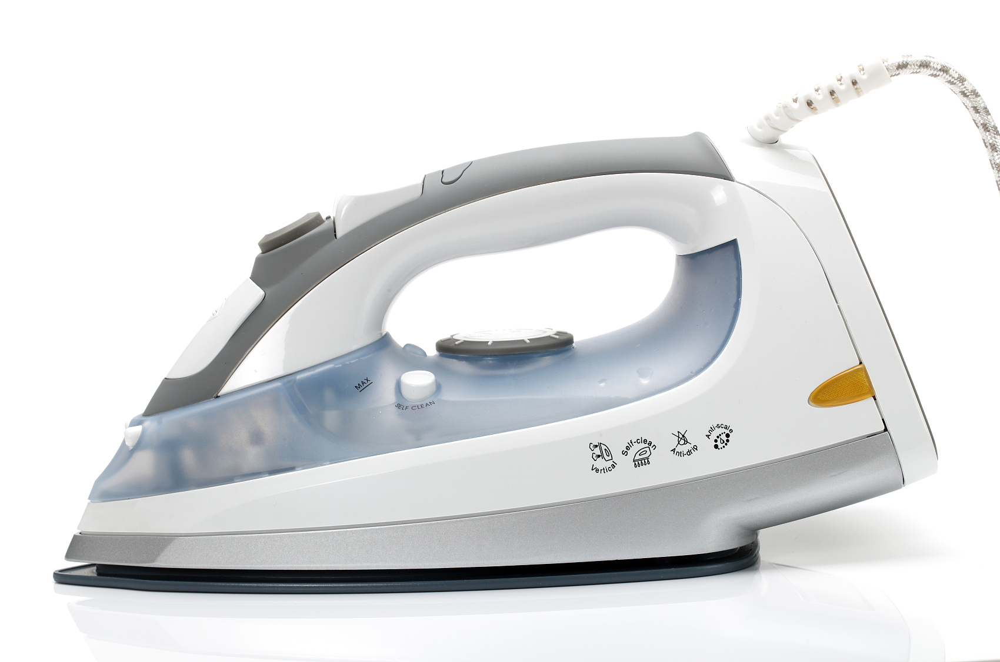 MAX
SELF CLEAN
Vertical
Self-clean
Anti-drip
Anti-scale